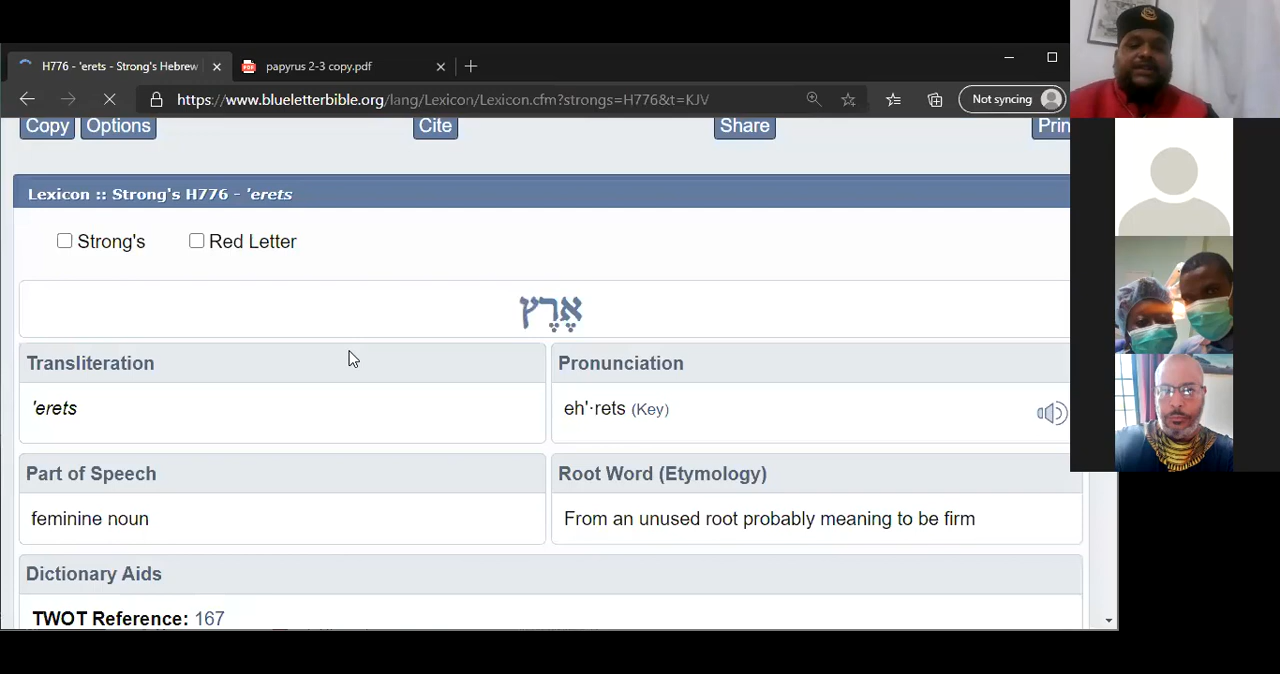 H776 - 'erets - Strong's Hebrew
papyrus 2-3 copy.pdf
https://www.blueletterbible.org/lang/Lexicon/Lexicon.cfm?strongs=H776&t=KJV
Not syncing
Copy Options Cite Share Prin
Lexicon :: Strong's H776 - 'erets
Strong's Red Letter
אֶרֶץ
Transliteration
'erets
Pronunciation
eh'·rets (Key)
Part of Speech
feminine noun
Root Word (Etymology)
From an unused root probably meaning to be firm
Dictionary Aids
TWOT Reference: 167